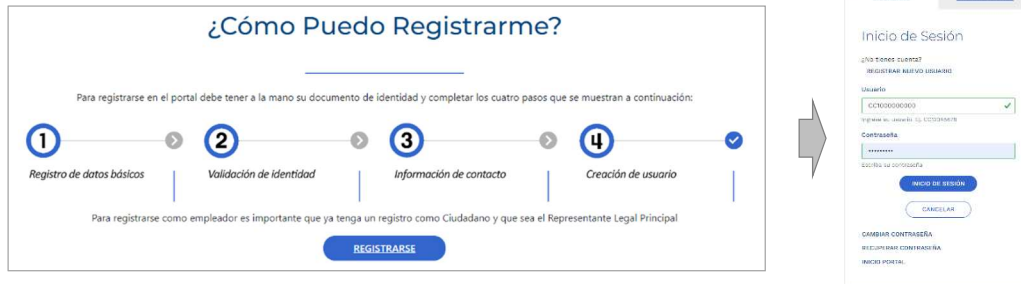 ¿Cómo Puedo Registrarme?
Para registrarse en el portal debe tener a la mano su documento de identidad y completar los cuatro pasos que se muestran a continuación:
1 2 3 4
Registro de datos básicos Validación de identidad Información de contacto Creación de usuario
Para registrarse como empleador es importante que ya tenga un registro como Ciudadano y que sea el Representante Legal Principal
REGISTRARSE
Inicio de Sesión
¿No tienes cuenta?
REGISTRAR NUEVO USUARIO
Usuario
CC1000000000
Contraseña
•••••••••
Escriba su contraseña
INICIO DE SESIÓN
CANCELAR
CAMBIAR CONTRASEÑA
RECUPERAR CONTRASEÑA
INICIO PORTAL